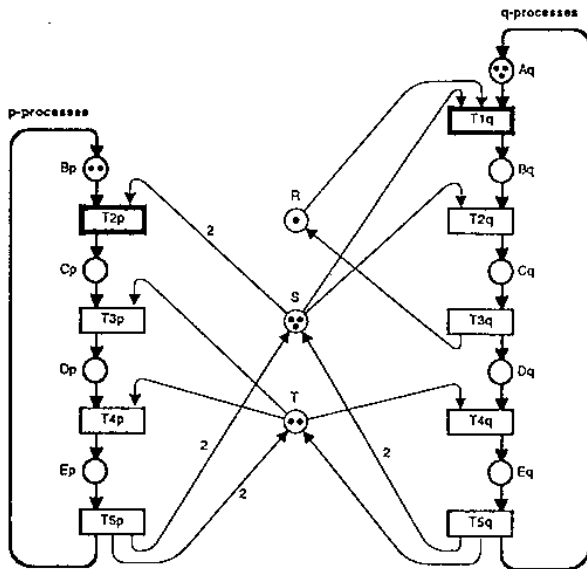 q-processes
Aq
T1q
p-processes
Bp
Bq
R
T2p
T2q
2
Cp
Cq
S
T3p
T3q
Dp
Dq
T
T4p
T4q
2
2
Ep
Eq
2
T5p
T5q